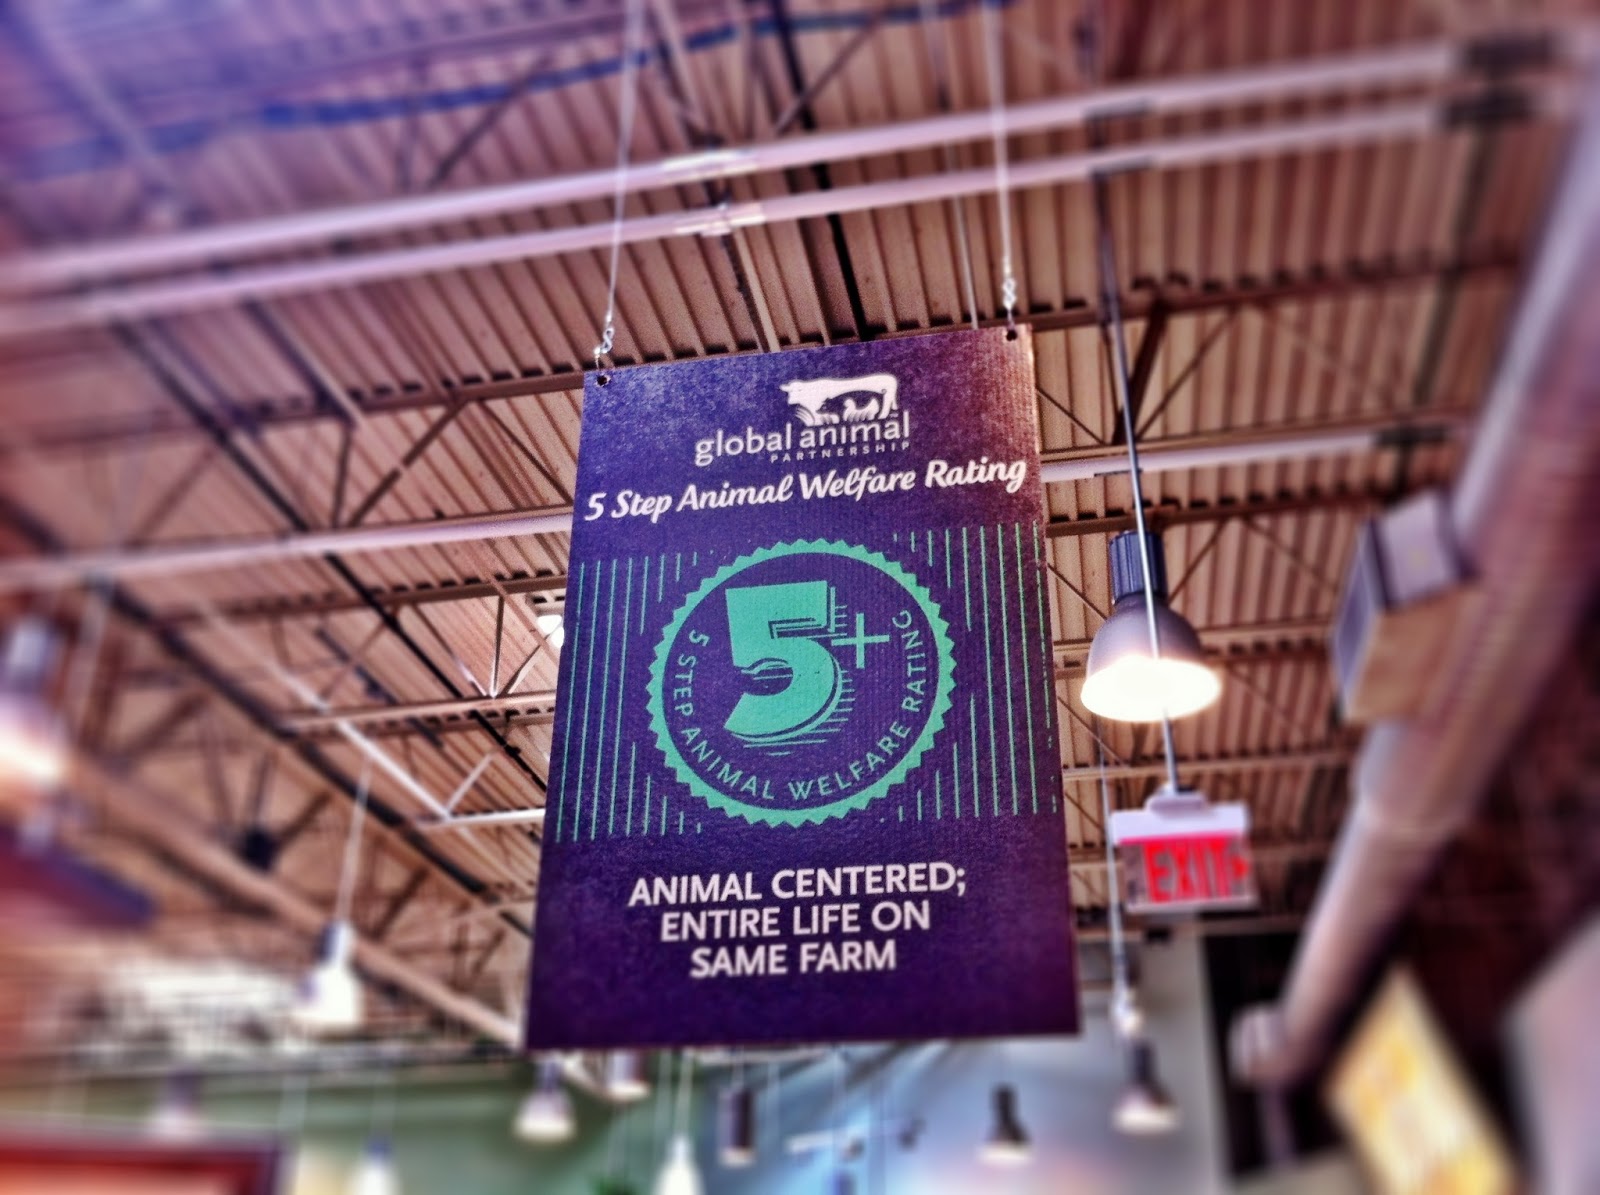 global animal
PARTNERSHIP
5 Step Animal Welfare Rating
5+
5 STEP ANIMAL WELFARE RATING
ANIMAL CENTERED;
ENTIRE LIFE ON
SAME FARM
EXIT